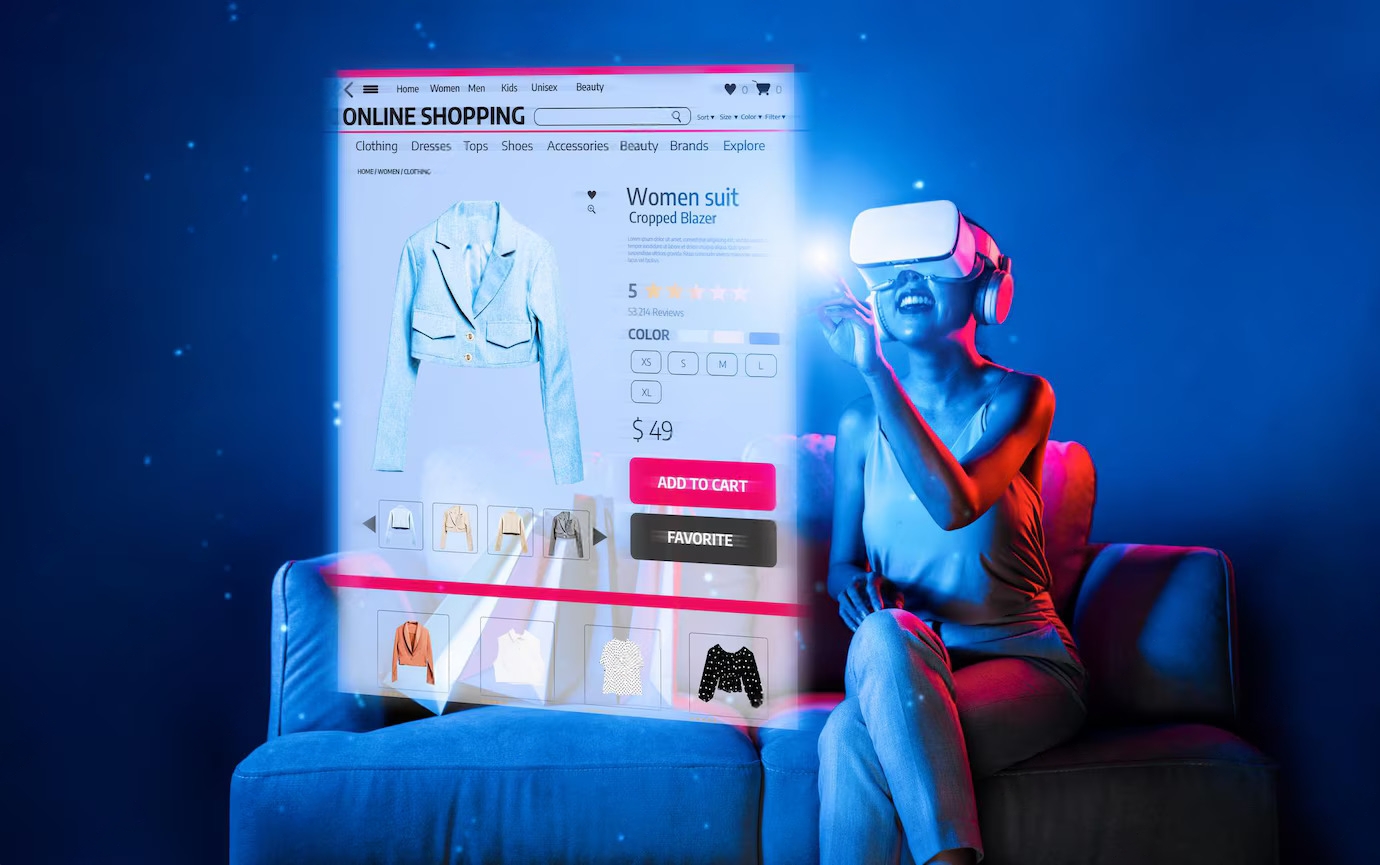 Home Women Men Kids Unisex Beauty 0 0
ONLINE SHOPPING Sort Size Color Filter
Clothing Dresses Tops Shoes Accessories Beauty Brands Explore
HOME / WOMEN / CLOTHING
Women suit
Cropped Blazer
5
53.214 Reviews
COLOR
XS S M L
XL
$ 49
ADD TO CART
FAVORITE